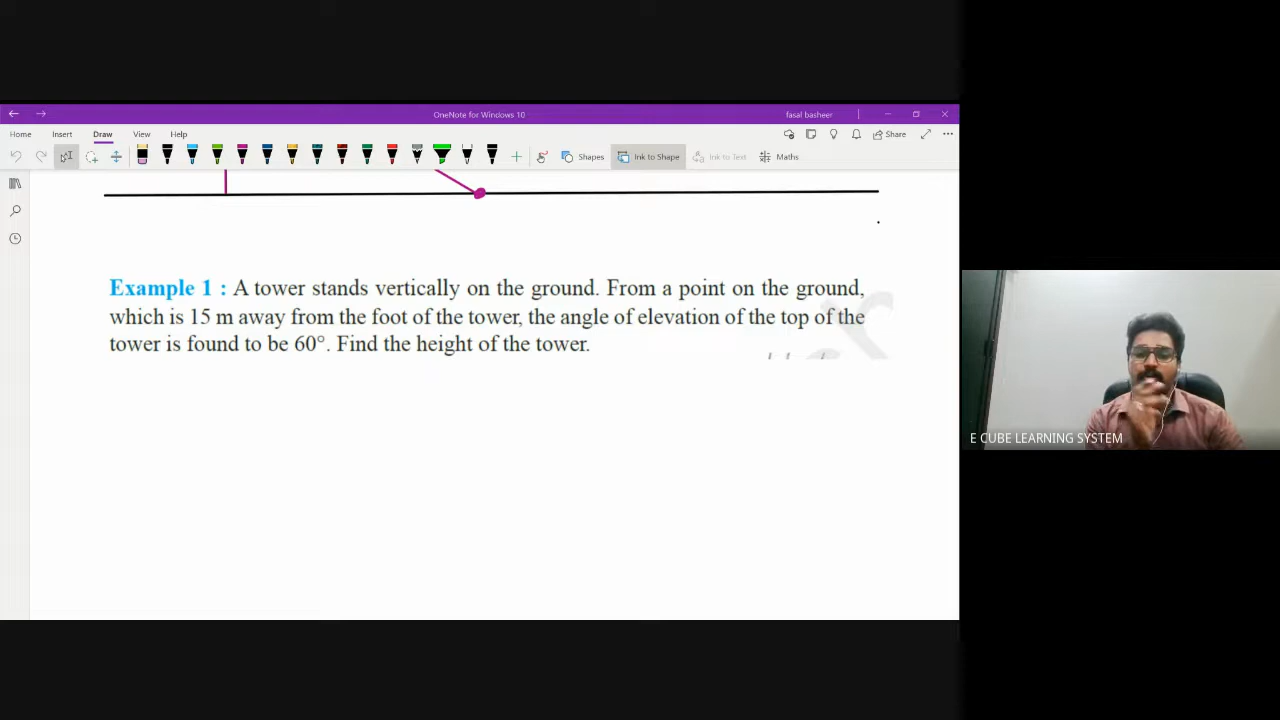 OneNote for Windows 10
fasal basheer
Home Insert Draw View Help
Share
Shapes Ink to Shape Ink to Text Maths
Example 1 : A tower stands vertically on the ground. From a point on the ground,
which is 15 m away from the foot of the tower, the angle of elevation of the top of the
tower is found to be 60°. Find the height of the tower.
E CUBE LEARNING SYSTEM